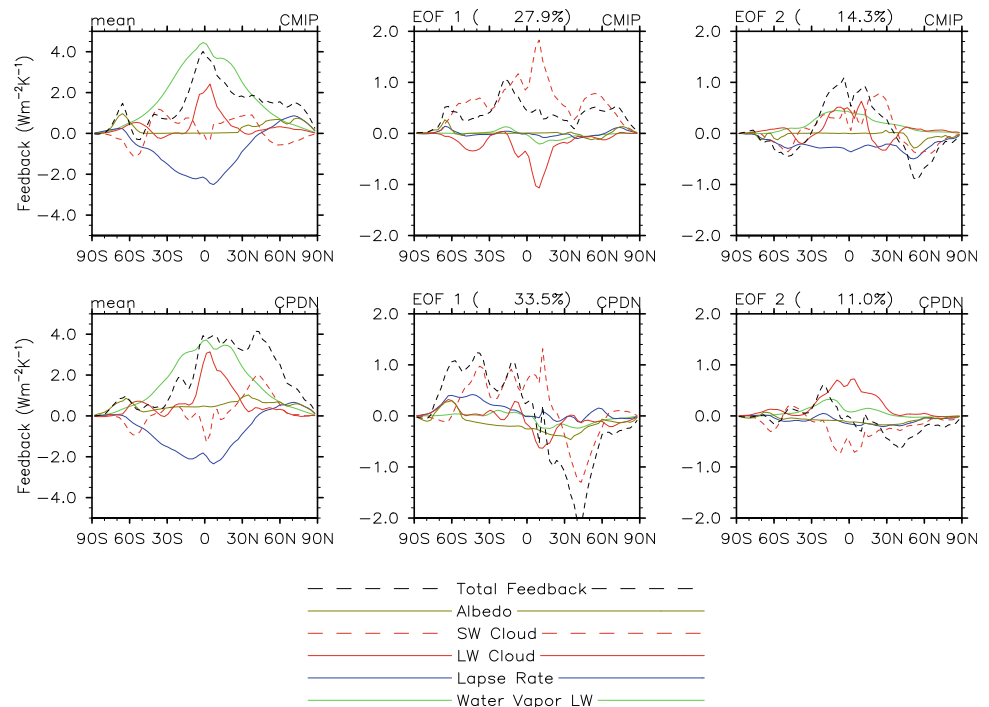 mean CMIP
Feedback (Wm−2K−1)
4.0
2.0
0.0
−2.0
−4.0
90S 60S 30S 0 30N 60N 90N
EOF 1 ( 27.9%) CMIP
2.0
1.0
0.0
−1.0
−2.0
90S 60S 30S 0 30N 60N 90N
EOF 2 ( 14.3%) CMIP
2.0
1.0
0.0
−1.0
−2.0
90S 60S 30S 0 30N 60N 90N
mean CPDN
Feedback (Wm−2K−1)
4.0
2.0
0.0
−2.0
−4.0
90S 60S 30S 0 30N 60N 90N
EOF 1 ( 33.5%) CPDN
2.0
1.0
0.0
−1.0
−2.0
90S 60S 30S 0 30N 60N 90N
EOF 2 ( 11.0%) CPDN
2.0
1.0
0.0
−1.0
−2.0
90S 60S 30S 0 30N 60N 90N
Total Feedback
Albedo
SW Cloud
LW Cloud
Lapse Rate
Water Vapor LW